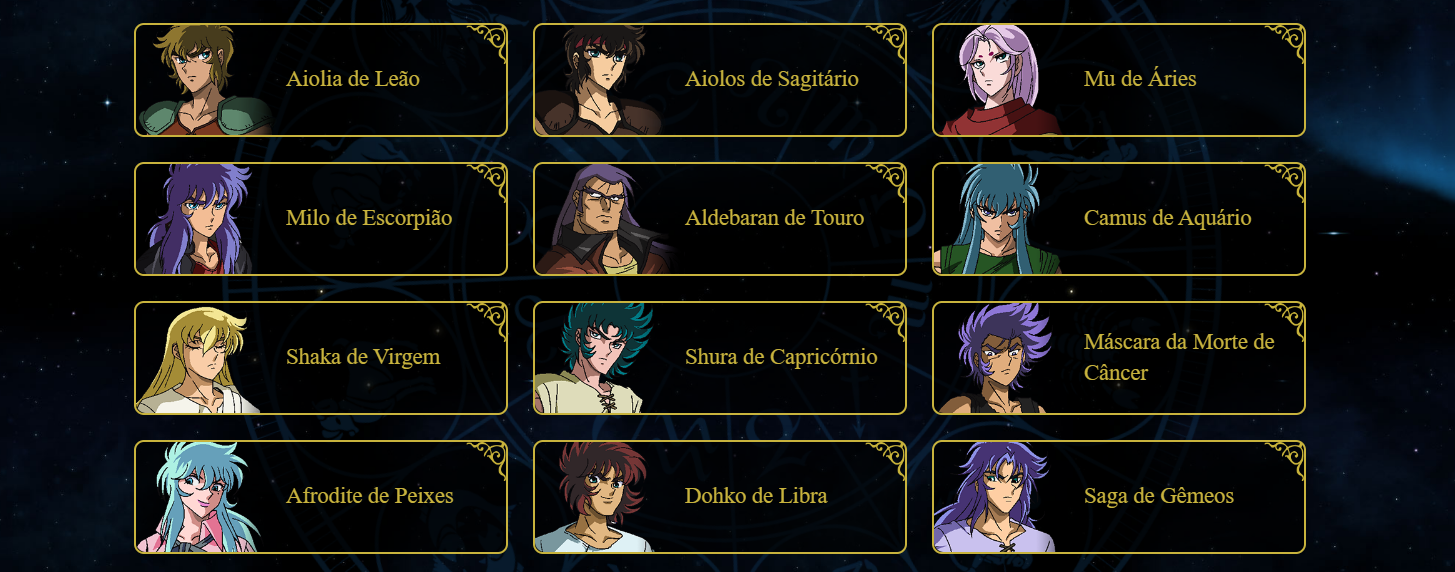 Aiolia de Leão
Aiolos de Sagitário
Mu de Áries
Milo de Escorpião
Aldebaran de Touro
Camus de Aquário
Shaka de Virgem
Shura de Capricórnio
Máscara da Morte de
Câncer
Afrodite de Peixes
Dohko de Libra
Saga de Gêmeos